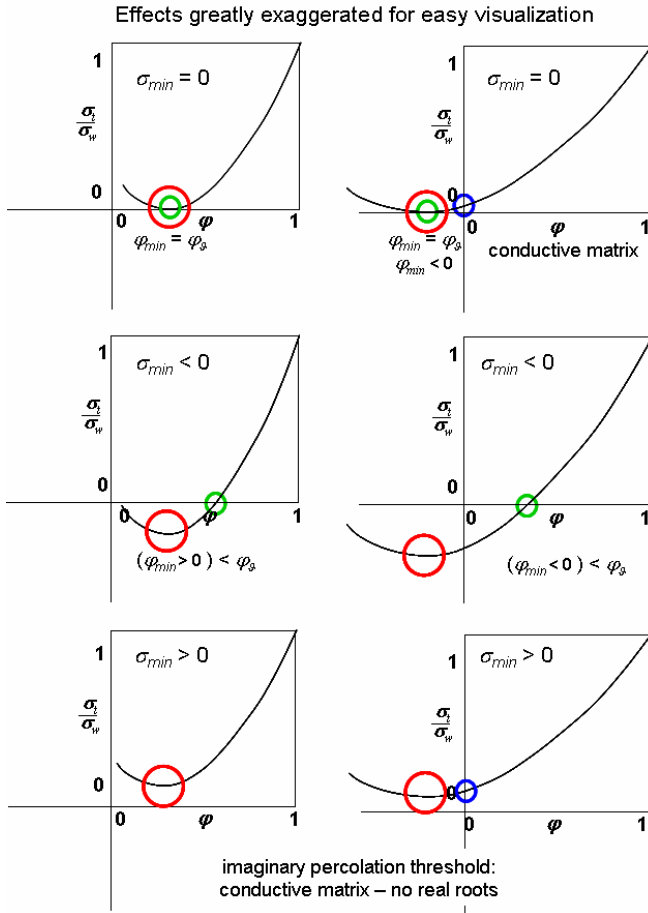 Effects greatly exaggerated for easy visualization
1
σmin = 0
σt
σw
0
0
φ
1
φmin = φϑ
1
σmin = 0
σt
σw
0
0
φ
1
φmin = φϑ
φmin < 0
conductive matrix
1
σmin < 0
σt
σw
0
0
φ
1
(φmin > 0) < φϑ
1
σmin < 0
σt
σw
0
0
φ
1
(φmin < 0) < φϑ
1
σmin > 0
σt
σw
0
0
φ
1
1
σmin > 0
σt
σw
0
0
φ
1
imaginary percolation threshold:
conductive matrix – no real roots